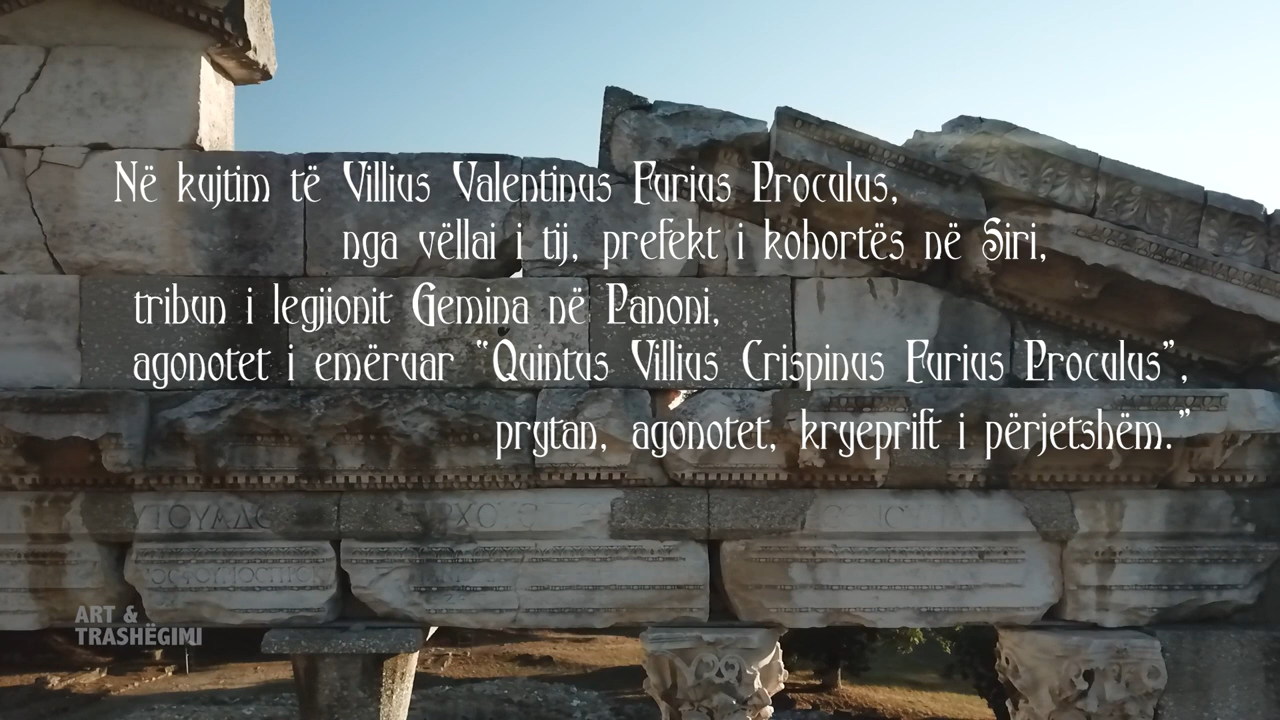 Në kujtim të Villius Valentinus Furius Proculus,
nga vëllai i tij, prefekt i kohortës në Siri,
tribun i legjionit Gemina në Panoni,
agonotet i emëruar “Quintus Villius Crispinus Furius Proculus”,
prytan, agonotet, kryeprift i përjetshëm.”
ART &
TRASHËGIMI